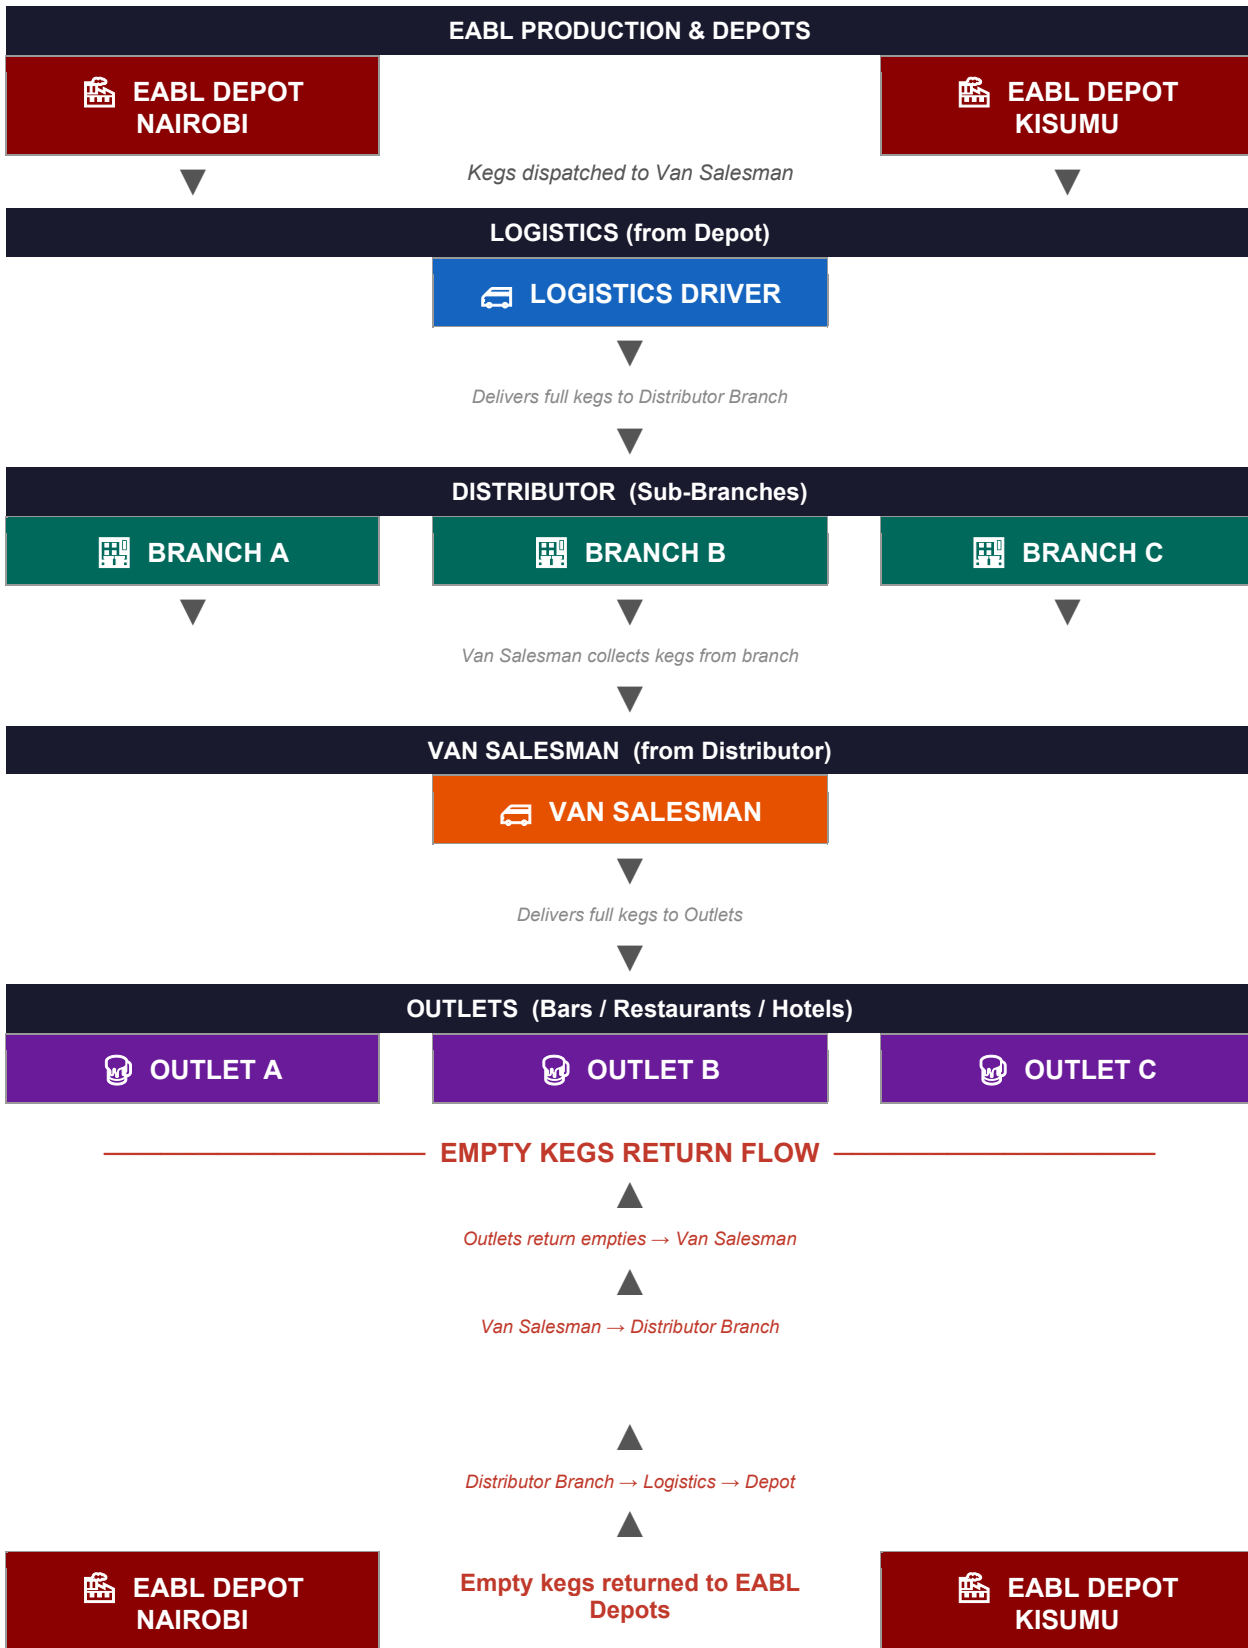 EABL PRODUCTION & DEPOTS
EABL DEPOT
NAIROBI
EABL DEPOT
KISUMU
Kegs dispatched to Van Salesman
LOGISTICS (from Depot)
LOGISTICS DRIVER
Delivers full kegs to Distributor Branch
DISTRIBUTOR (Sub-Branches)
BRANCH A
BRANCH B
BRANCH C
Van Salesman collects kegs from branch
VAN SALESMAN (from Distributor)
VAN SALESMAN
Delivers full kegs to Outlets
OUTLETS (Bars / Restaurants / Hotels)
OUTLET A
OUTLET B
OUTLET C
EMPTY KEGS RETURN FLOW
Outlets return empties → Van Salesman
Van Salesman → Distributor Branch
Distributor Branch → Logistics → Depot
EABL DEPOT
NAIROBI
Empty kegs returned to EABL
Depots
EABL DEPOT
KISUMU